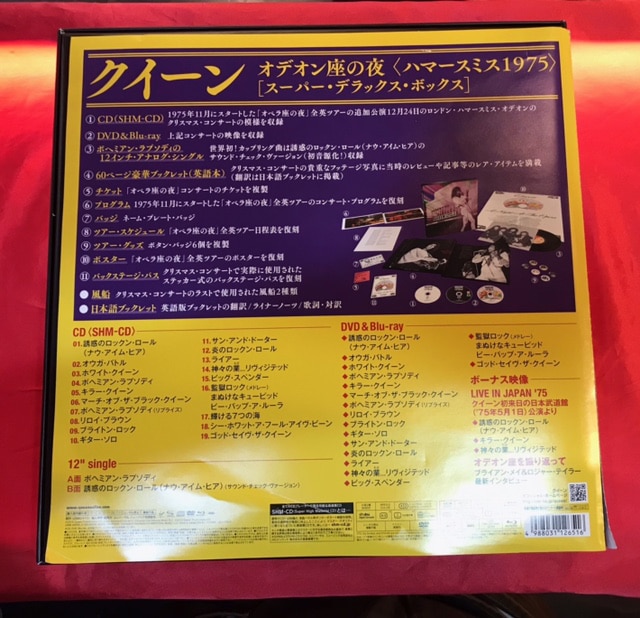 クイーン オデオン座の夜〈ハマースミス1975〉
[スーパー・デラックス・ボックス]
① CD(SHM-CD) 1975年11月にスタートした「オペラ座の夜」全英ツアーの追加公演12月24日のロンドン・ハマースミス・オデオンの
クリスマス・コンサートの模様を収録
② DVD&Blu-ray 上記コンサートの映像を収録
③ ボヘミアン・ラプソディの
12インチ・アナログ・シングル
世界初!カップリング曲は誘惑のロックン・ロール(ナウ・アイム・ヒア)の
サウンド・チェック・ヴァージョン(初音源化!)収録
④ 60ページ豪華ブックレット(英語本) クリスマス・コンサートの貴重なフッテージ写真に当時のレビューや記事等のレア・アイテムを満載
(翻訳は日本語ブックレットに掲載)
⑤ チケット 「オペラ座の夜」コンサートのチケットを複製
⑥ プログラム 1975年11月にスタートした「オペラ座の夜」全英ツアーのコンサート・プログラムを復刻
⑦ バッジ ネーム・プレート・バッジ
⑧ ツアー・スケジュール 「オペラ座の夜」全英ツアー日程表を復刻
⑨ ツアー・グッズ ボタン・バッジ6個を複製
⑩ ポスター 「オペラ座の夜」全英ツアーのポスターを復刻
⑪ バックステージ・パス クリスマス・コンサートで実際に使用された
ステッカー式のバックステージ・パスを復刻
●風船 クリスマス・コンサートのラストで使用された風船2種類
●日本語ブックレット 英語版ブックレットの翻訳/ライナーノーツ/歌詞・対訳
CD(SHM-CD)
01.誘惑のロックン・ロール
(ナウ・アイム・ヒア)
02.オウガ・バトル
03.ホワイト・クイーン
04.ボヘミアン・ラプソディ
05.キラー・クイーン
06.マーチ・オブ・ザ・ブラック・クイーン
07.ボヘミアン・ラプソディ(リプライズ)
08.リロイ・ブラウン
09.ブライトン・ロック
10.ギター・ソロ
11.サン・アンド・ドーター
12.炎のロックン・ロール
13.ライアー
14.神々の業…リヴィジテッド
15.ビッグ・スペンダー
16.監獄ロック(メドレー)
まぬけなキューピッド
ビー・バップ・ア・ルーラ
17.輝ける7つの海
18.シー・ホワット・ア・フール・アイヴ・ビーン
19.ゴッド・セイヴ・ザ・クイーン
12" single
A面 ボヘミアン・ラプソディ
B面 誘惑のロックン・ロール(ナウ・アイム・ヒア)(サウンド・チェック・ヴァージョン)
DVD & Blu-ray
◆誘惑のロックン・ロール
(ナウ・アイム・ヒア)
◆オウガ・バトル
◆ホワイト・クイーン
◆ボヘミアン・ラプソディ
◆キラー・クイーン
◆マーチ・オブ・ザ・ブラック・クイーン
◆ボヘミアン・ラプソディ(リプライズ)
◆リロイ・ブラウン
◆ブライトン・ロック
◆ギター・ソロ
◆サン・アンド・ドーター
◆炎のロックン・ロール
◆ライアー
◆神々の業…リヴィジテッド
◆ビッグ・スペンダー
◆監獄ロック(メドレー)
まぬけなキューピッド
ビー・バップ・ア・ルーラ
◆ゴッド・セイヴ・ザ・クイーン
ボーナス映像
LIVE IN JAPAN '75
クイーン初来日の日本武道館
('75年5月1日)公演より
◆誘惑のロックン・ロール
(ナウ・アイム・ヒア)
◆キラー・クイーン
◆神々の業…リヴィジテッド
オデオン座を振り返って
ブライアン・メイ&ロジャー・テイラー
最新インタビュー
4 988031 126516